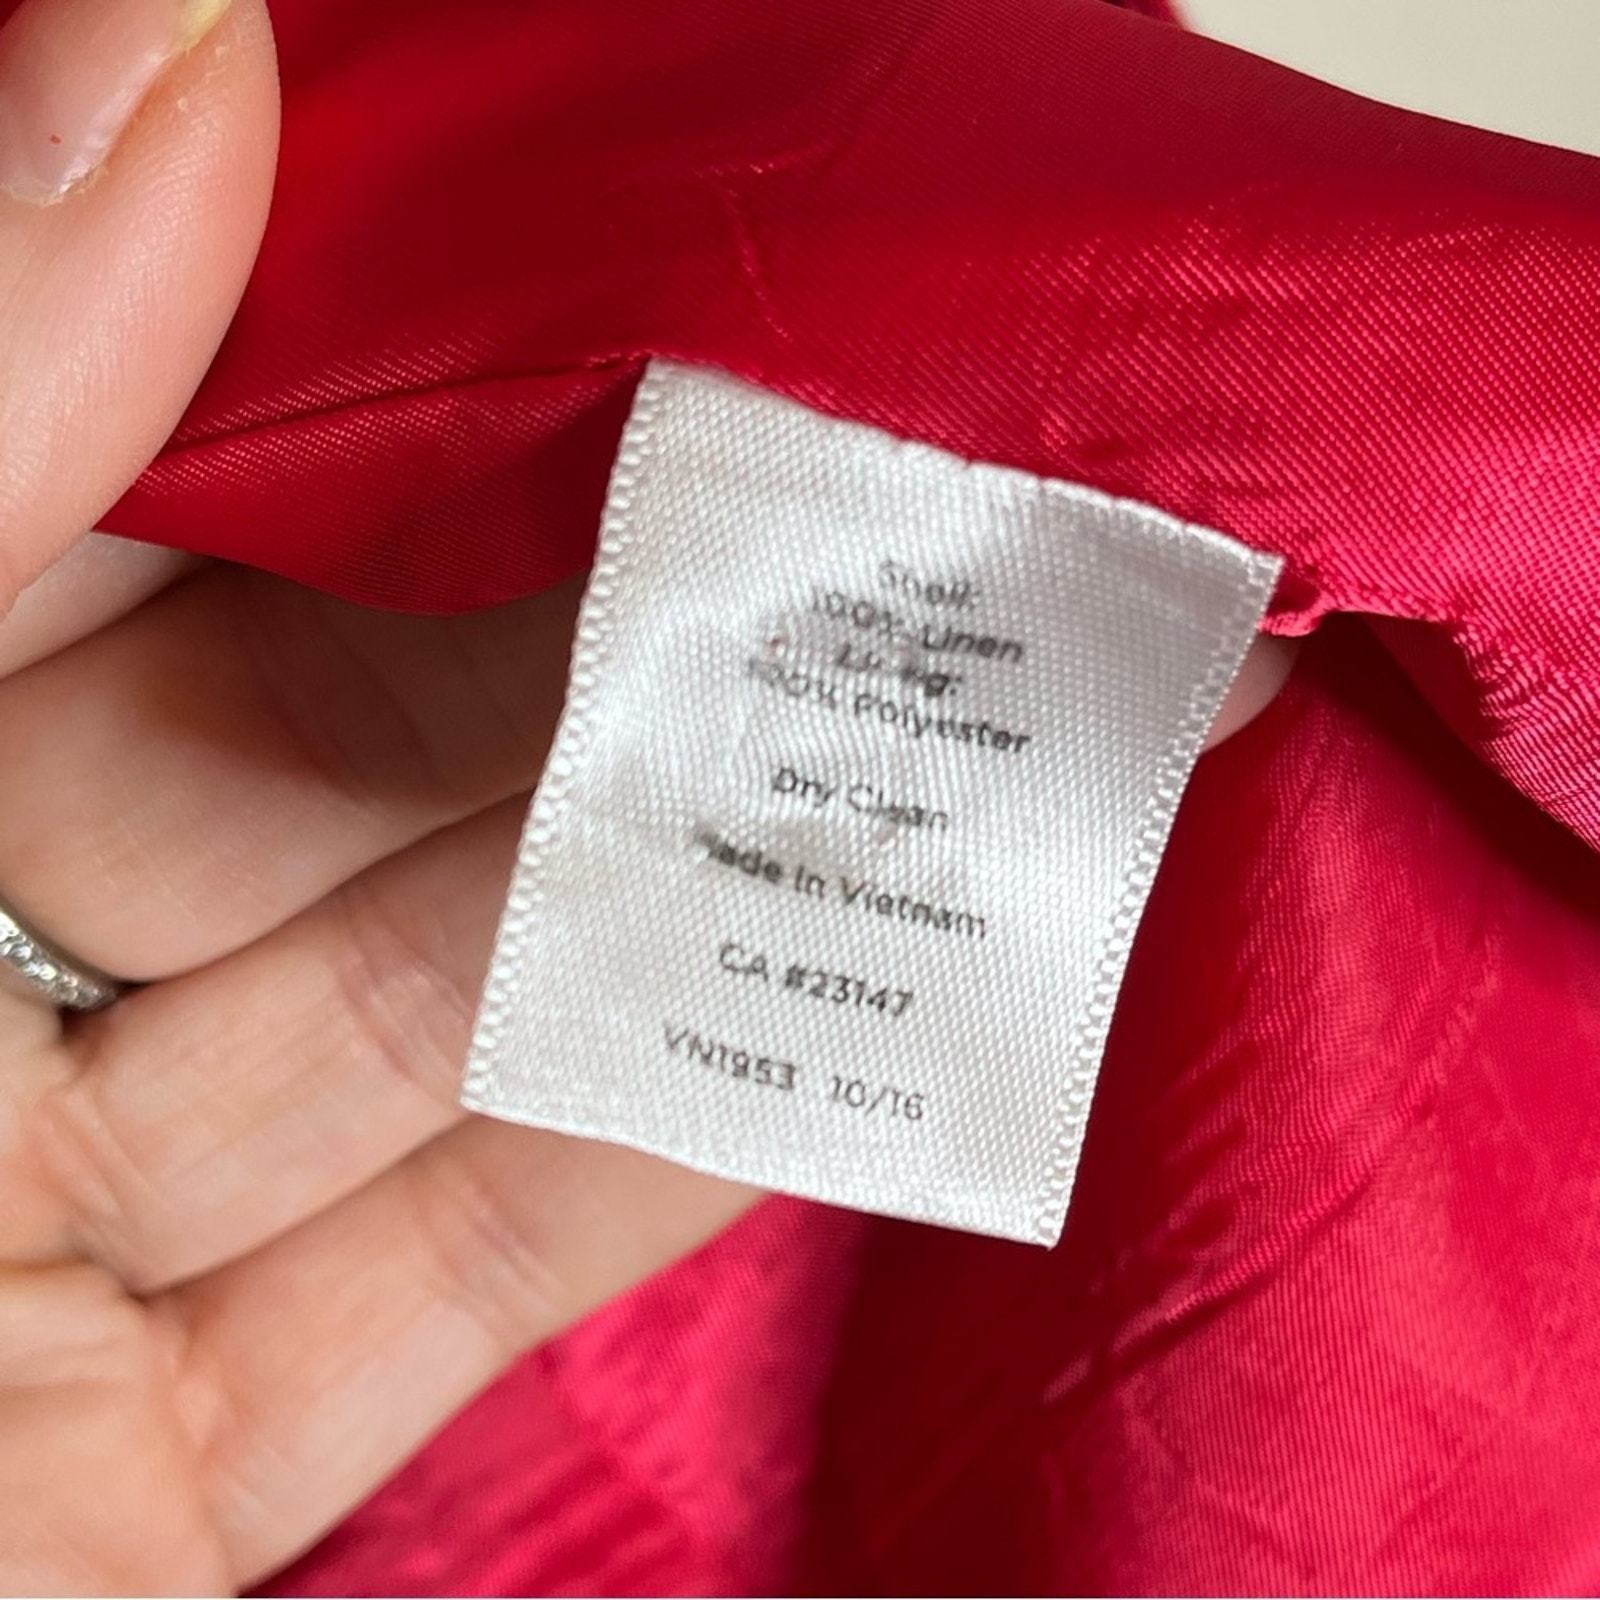 Shell:
100% Linen
Lining:
100% Polyester
Dry Clean
Made in Vietnam
CA #23147
VN1953 10/16